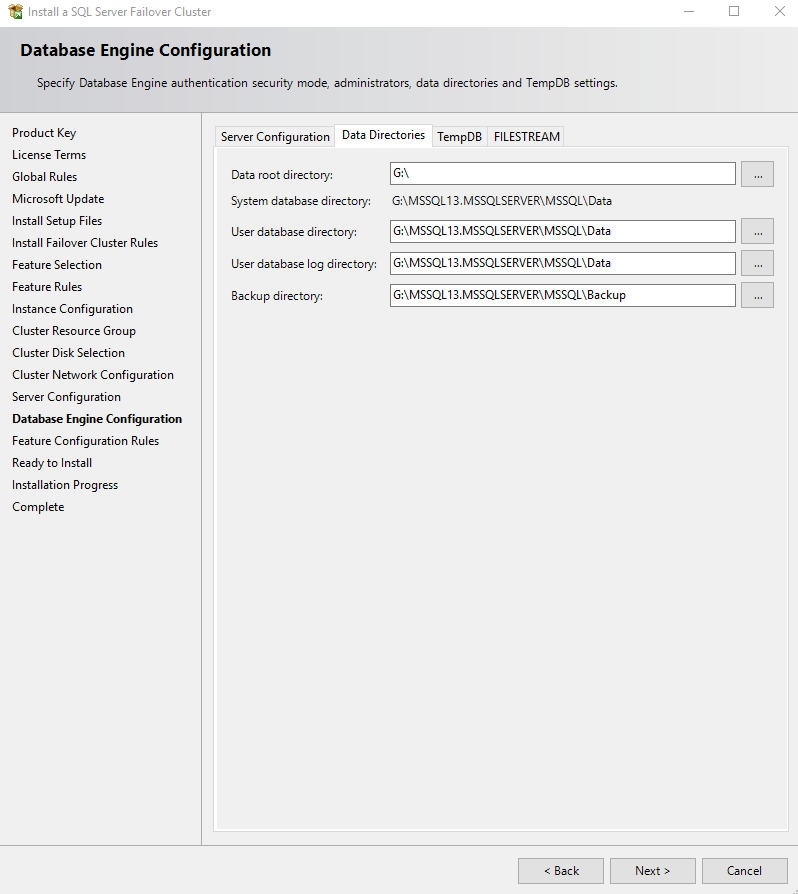 Install a SQL Server Failover Cluster
Database Engine Configuration
Specify Database Engine authentication security mode, administrators, data directories and TempDB settings.
Product Key
License Terms
Global Rules
Microsoft Update
Install Setup Files
Install Failover Cluster Rules
Feature Selection
Feature Rules
Instance Configuration
Cluster Resource Group
Cluster Disk Selection
Cluster Network Configuration
Server Configuration
Database Engine Configuration
Feature Configuration Rules
Ready to Install
Installation Progress
Complete
Server Configuration Data Directories TempDB FILESTREAM
Data root directory: G:\ ...
System database directory: G:\MSSQL13.MSSQLSERVER\MSSQL\Data
User database directory: G:\MSSQL13.MSSQLSERVER\MSSQL\Data ...
User database log directory: G:\MSSQL13.MSSQLSERVER\MSSQL\Data ...
Backup directory: G:\MSSQL13.MSSQLSERVER\MSSQL\Backup ...
< Back Next > Cancel